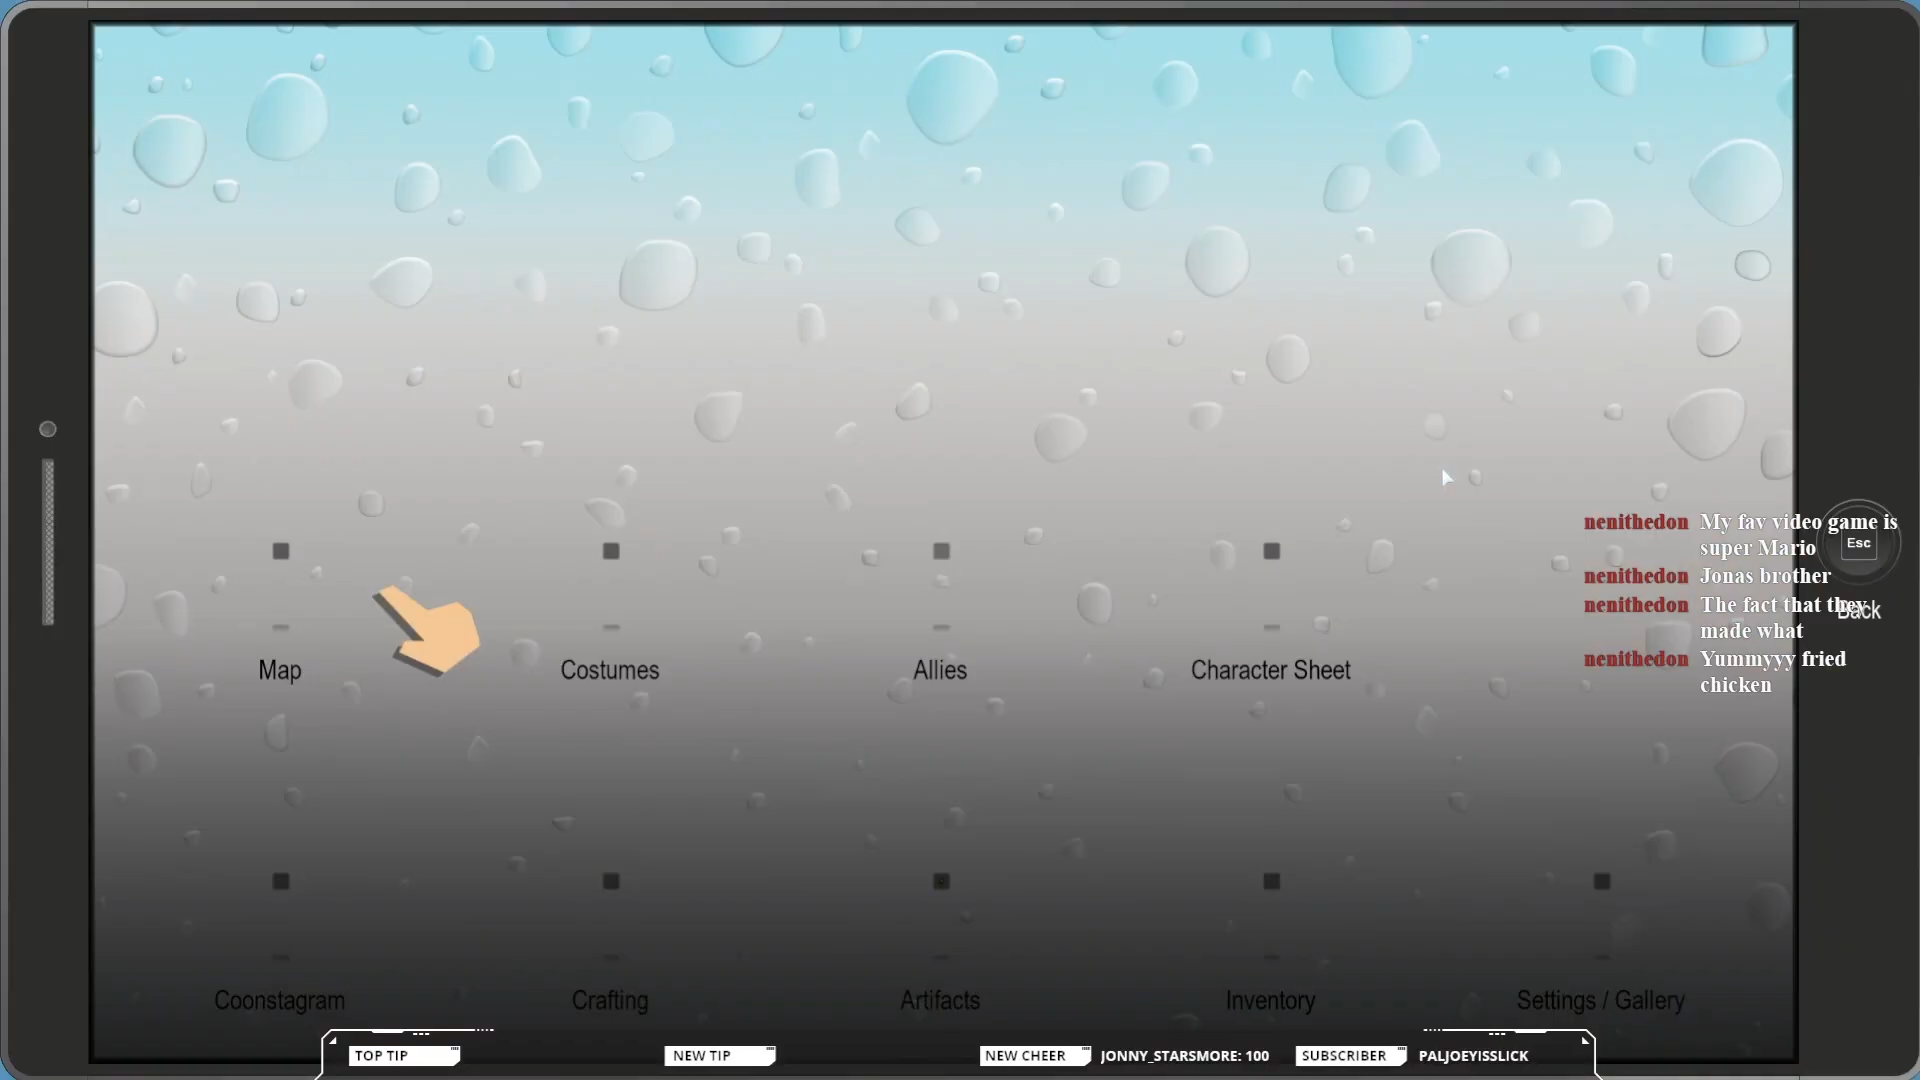 nenithedon My fav video game is
super Mario
Esc
nenithedon Jonas brother
nenithedon The fact that they
Back
made what
nenithedon Yummyyy fried
chicken
Map Costumes Allies Character Sheet
Coonstagram Crafting Artifacts Inventory Settings / Gallery
TOP TIP NEW TIP NEW CHEER JONNY_STARSMORE: 100 SUBSCRIBER PALJOEYISSLICK